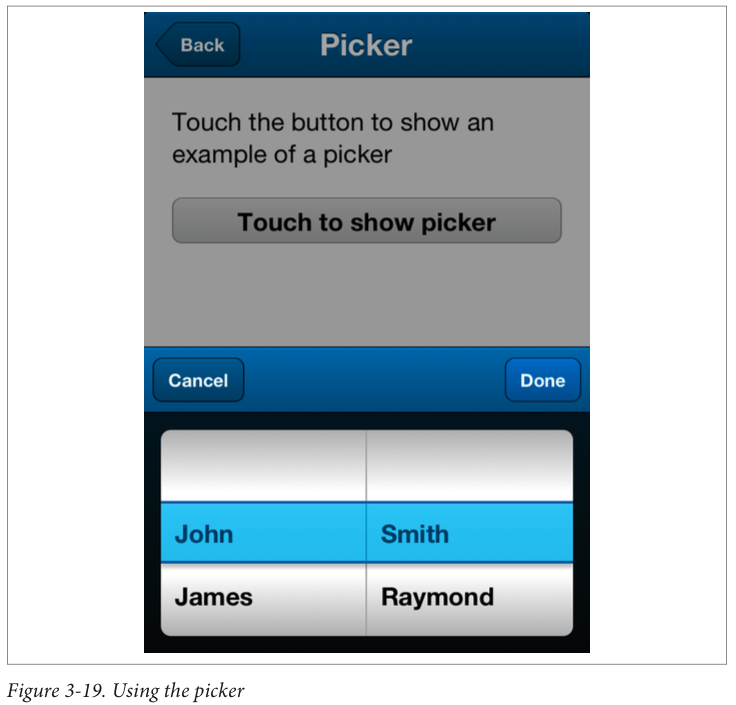 Back
Picker
Touch the button to show an
example of a picker
Touch to show picker
Cancel
Done
John
Smith
James
Raymond
Figure 3-19. Using the picker